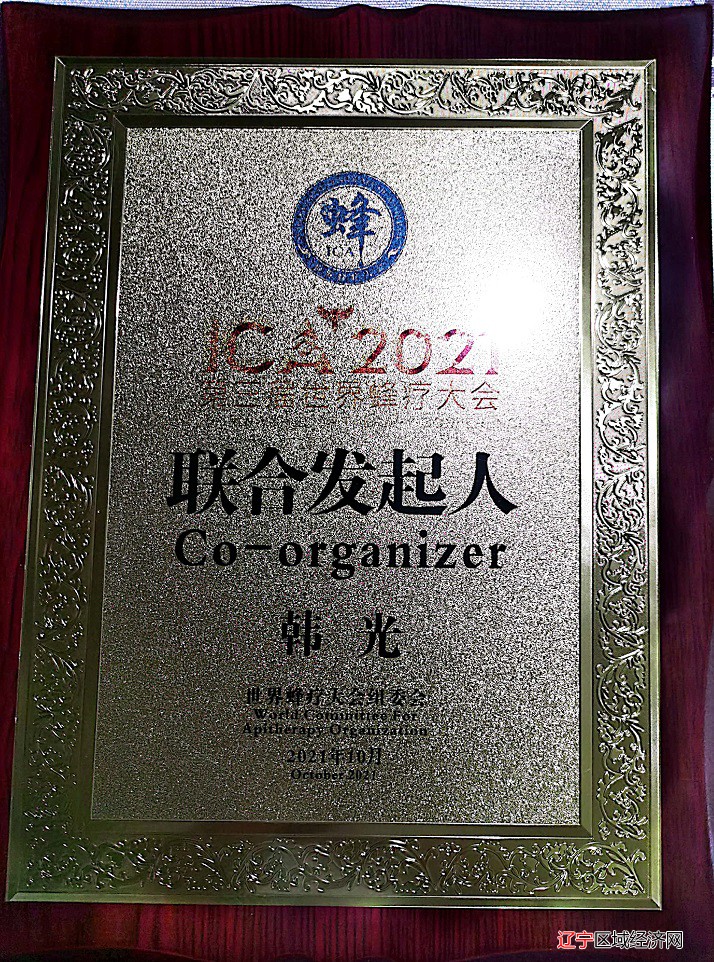 蜂
ICA
ICA 2021
第三届世界蜂疗大会
联合发起人
Co-organizer
韩 光
世界蜂疗大会组委会
World Committee For
Apitherapy Organization
2021年10月
October 2021
辽宁区域经济网